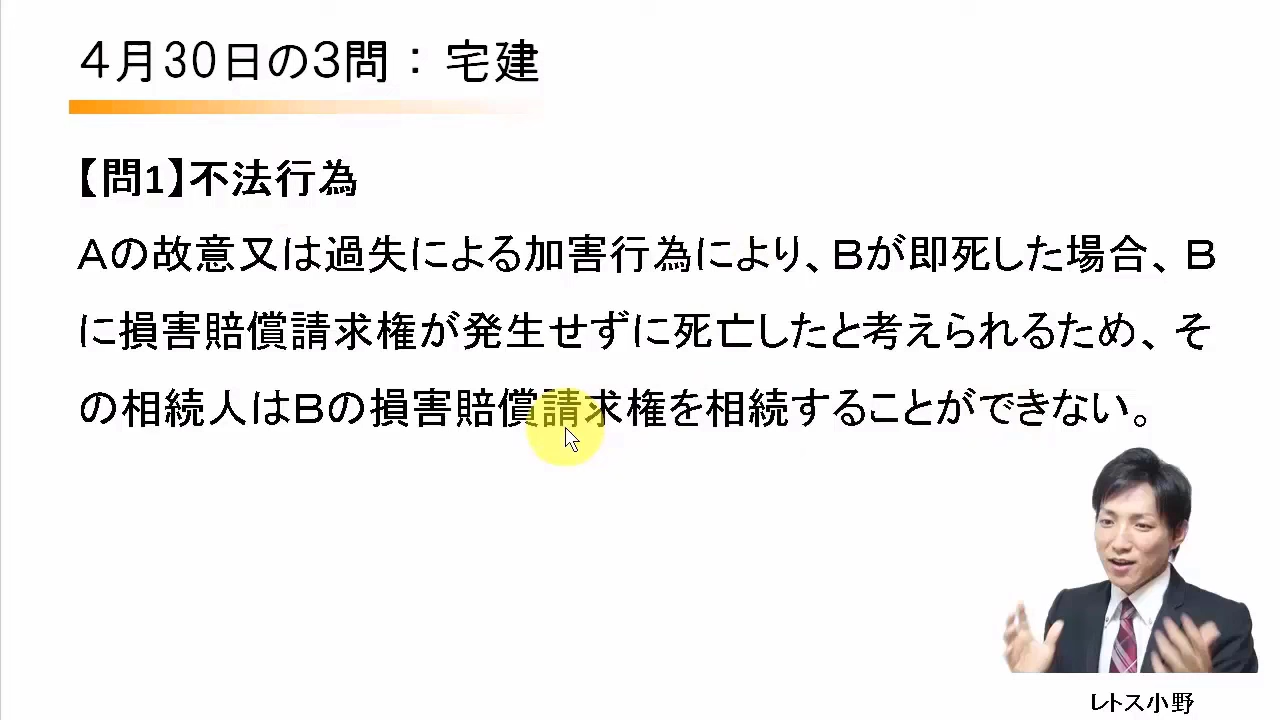 ４月30日の３問：宅建
【問1】不法行為
Ａの故意又は過失による加害行為により、Ｂが即死した場合、Ｂ
に損害賠償請求権が発生せずに死亡したと考えられるため、そ
の相続人はＢの損害賠償請求権を相続することができない。
レトス小野